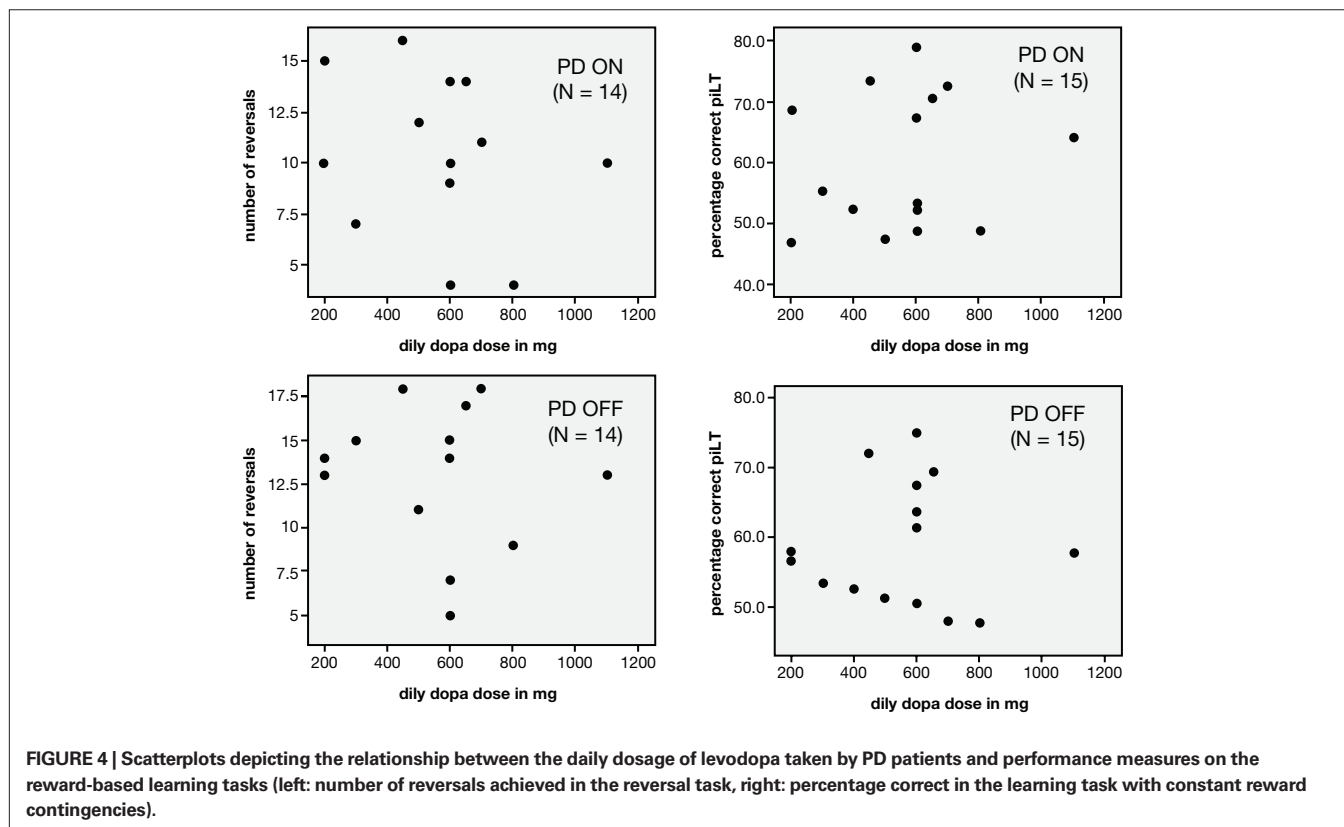 number of reversals
15
12.5
10
7.5
5
PD ON
(N = 14)
200 400 600 800 1000 1200
dily dopa dose in mg
percentage correct piLT
80.0
70.0
60.0
50.0
40.0
PD ON
(N = 15)
200 400 600 800 1000 1200
dily dopa dose in mg
number of reversals
17.5
15
12.5
10
7.5
5
PD OFF
(N = 14)
200 400 600 800 1000 1200
dily dopa dose in mg
percentage correct piLT
80.0
70.0
60.0
50.0
PD OFF
(N = 15)
200 400 600 800 1000 1200
dily dopa dose in mg
FIGURE 4 | Scatterplots depicting the relationship between the daily dosage of levodopa taken by PD patients and performance measures on the
reward-based learning tasks (left: number of reversals achieved in the reversal task, right: percentage correct in the learning task with constant reward
contingencies).